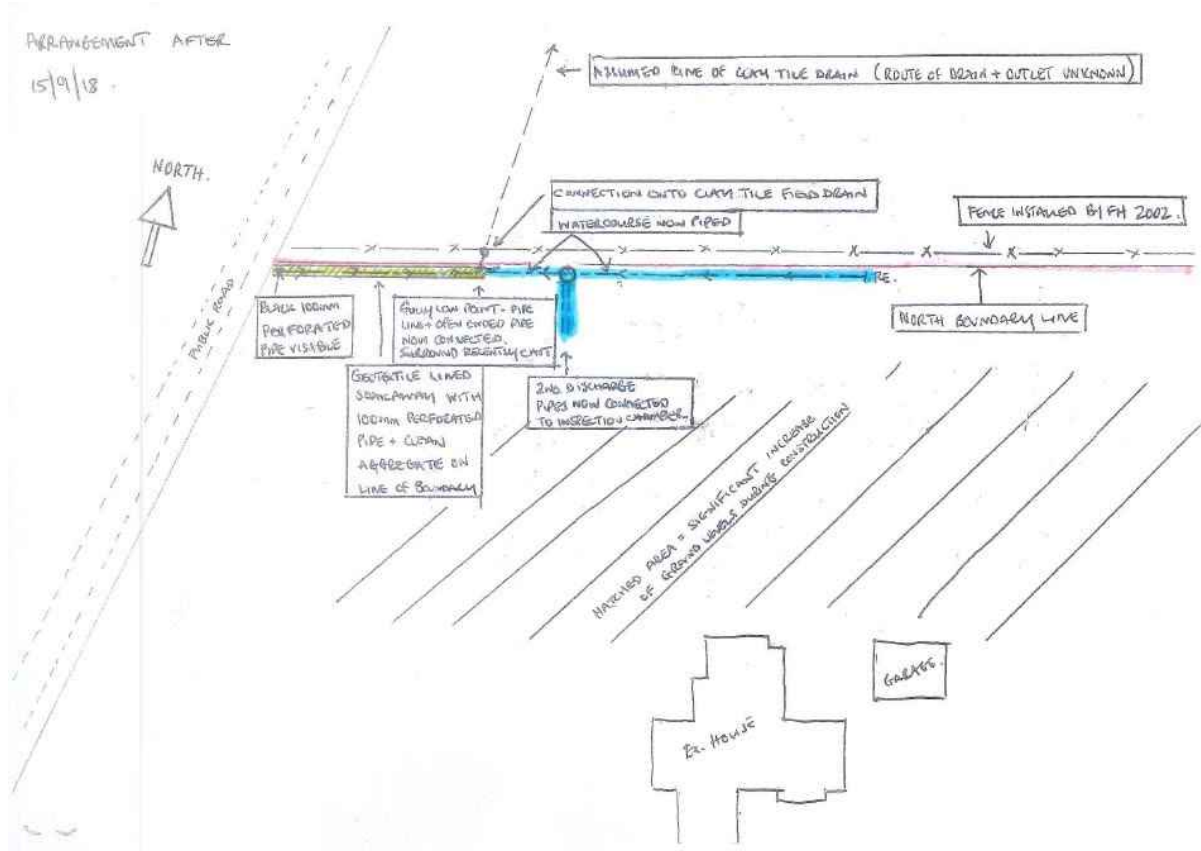 ARRANGEMENT AFTER
15/9/18.
NORTH.
PUBLIC ROAD
ASSUMED LINE OF CLAY TILE DRAIN (ROUTE OF DRAIN + OUTLET UNKNOWN)
CONNECTION ONTO CLAY TILE FIELD DRAIN
WATERCOURSE NOW PIPED
FENCE INSTALLED BY FH 2002.
RE.
NORTH BOUNDARY LINE
BLACK 100mm
PERFORATED
PIPE VISIBLE
GULLY LOW POINT - PIPE
LINE + OPEN ENDED PIPE
NOW CONNECTED.
SURROUND RECENTLY CAST
GEOTEXTILE LINED
SOAKAWAY WITH
100mm PERFORATED
PIPE + CLEAN
AGGREGATE ON
LINE OF BOUNDARY
2ND DISCHARGE
PIPES NOW CONNECTED
TO INSPECTION CHAMBER.
HATCHED AREA = SIGNIFICANT INCREASE
OF GROUND LEVELS DURING CONSTRUCTION
GARAGE.
EX. HOUSE